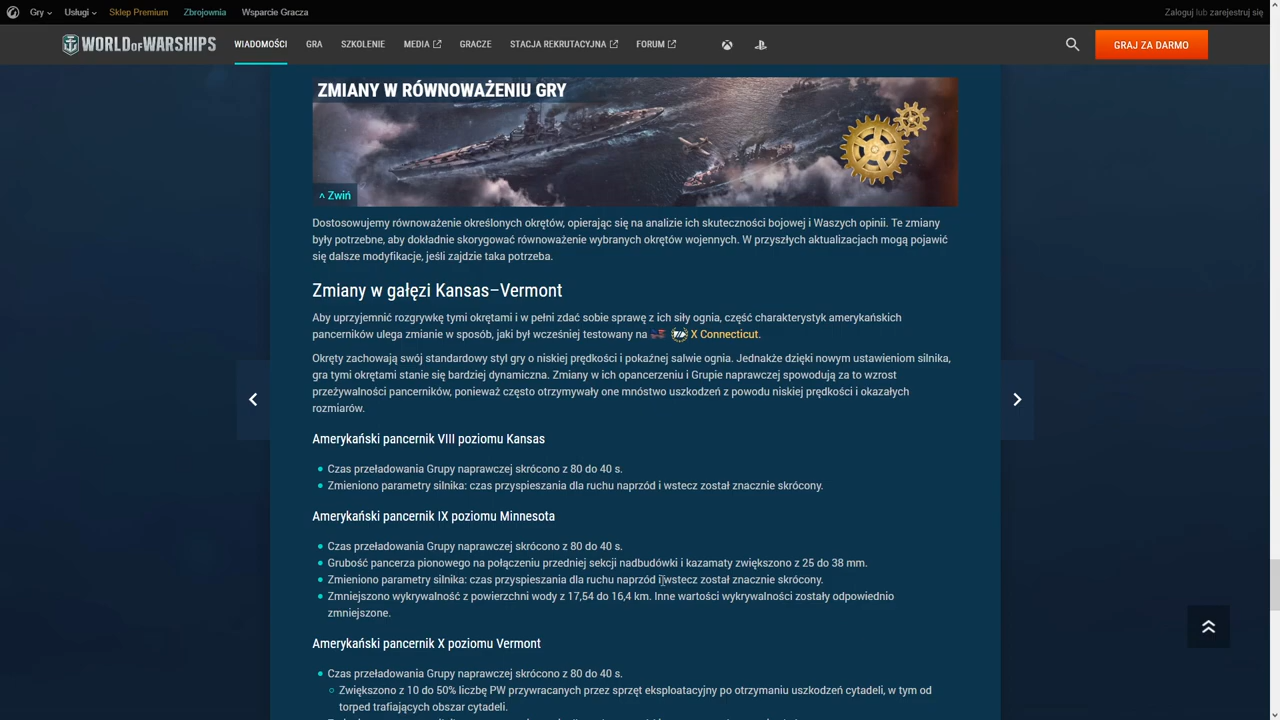 Gry Usługi Sklep Premium Zbrojownia Wsparcie Gracza Zaloguj lub zarejestruj się
WORLD OF WARSHIPS WIADOMOŚCI GRA SZKOLENIE MEDIA GRACZE STACJA REKRUTACYJNA FORUM GRAJ ZA DARMO
ZMIANY W RÓWNOWAŻENIU GRY
^ Zwiń
Dostosowujemy równoważenie określonych okrętów, opierając się na analizie ich skuteczności bojowej i Waszych opinii. Te zmiany
były potrzebne, aby dokładnie skorygować równoważenie wybranych okrętów wojennych. W przyszłych aktualizacjach mogą pojawić
się dalsze modyfikacje, jeśli zajdzie taka potrzeba.
Zmiany w gałęzi Kansas–Vermont
Aby uprzyjemnić rozgrywkę tymi okrętami i w pełni zdać sobie sprawę z ich siły ognia, część charakterystyk amerykańskich
pancerników ulega zmianie w sposób, jaki był wcześniej testowany na X Connecticut.
Okręty zachowają swój standardowy styl gry o niskiej prędkości i pokaźnej salwie ognia. Jednakże dzięki nowym ustawieniom silnika,
gra tymi okrętami stanie się bardziej dynamiczna. Zmiany w ich opancerzeniu i Grupie naprawczej spowodują za to wzrost
przeżywalności pancerników, ponieważ często otrzymywały one mnóstwo uszkodzeń z powodu niskiej prędkości i okazałych
rozmiarów.
Amerykański pancernik VIII poziomu Kansas
Czas przeładowania Grupy naprawczej skrócono z 80 do 40 s.
Zmieniono parametry silnika: czas przyspieszania dla ruchu naprzód i wstecz został znacznie skrócony.
Amerykański pancernik IX poziomu Minnesota
Czas przeładowania Grupy naprawczej skrócono z 80 do 40 s.
Grubość pancerza pionowego na połączeniu przedniej sekcji nadbudówki i kazamaty zwiększono z 25 do 38 mm.
Zmieniono parametry silnika: czas przyspieszania dla ruchu naprzód i wstecz został znacznie skrócony.
Zmniejszono wykrywalność z powierzchni wody z 17,54 do 16,4 km. Inne wartości wykrywalności zostały odpowiednio
zmniejszone.
Amerykański pancernik X poziomu Vermont
Czas przeładowania Grupy naprawczej skrócono z 80 do 40 s.
Zwiększono z 10 do 50% liczbę PW przywracanych przez sprzęt eksploatacyjny po otrzymaniu uszkodzeń cytadeli, w tym od
torped trafiających obszar cytadeli.